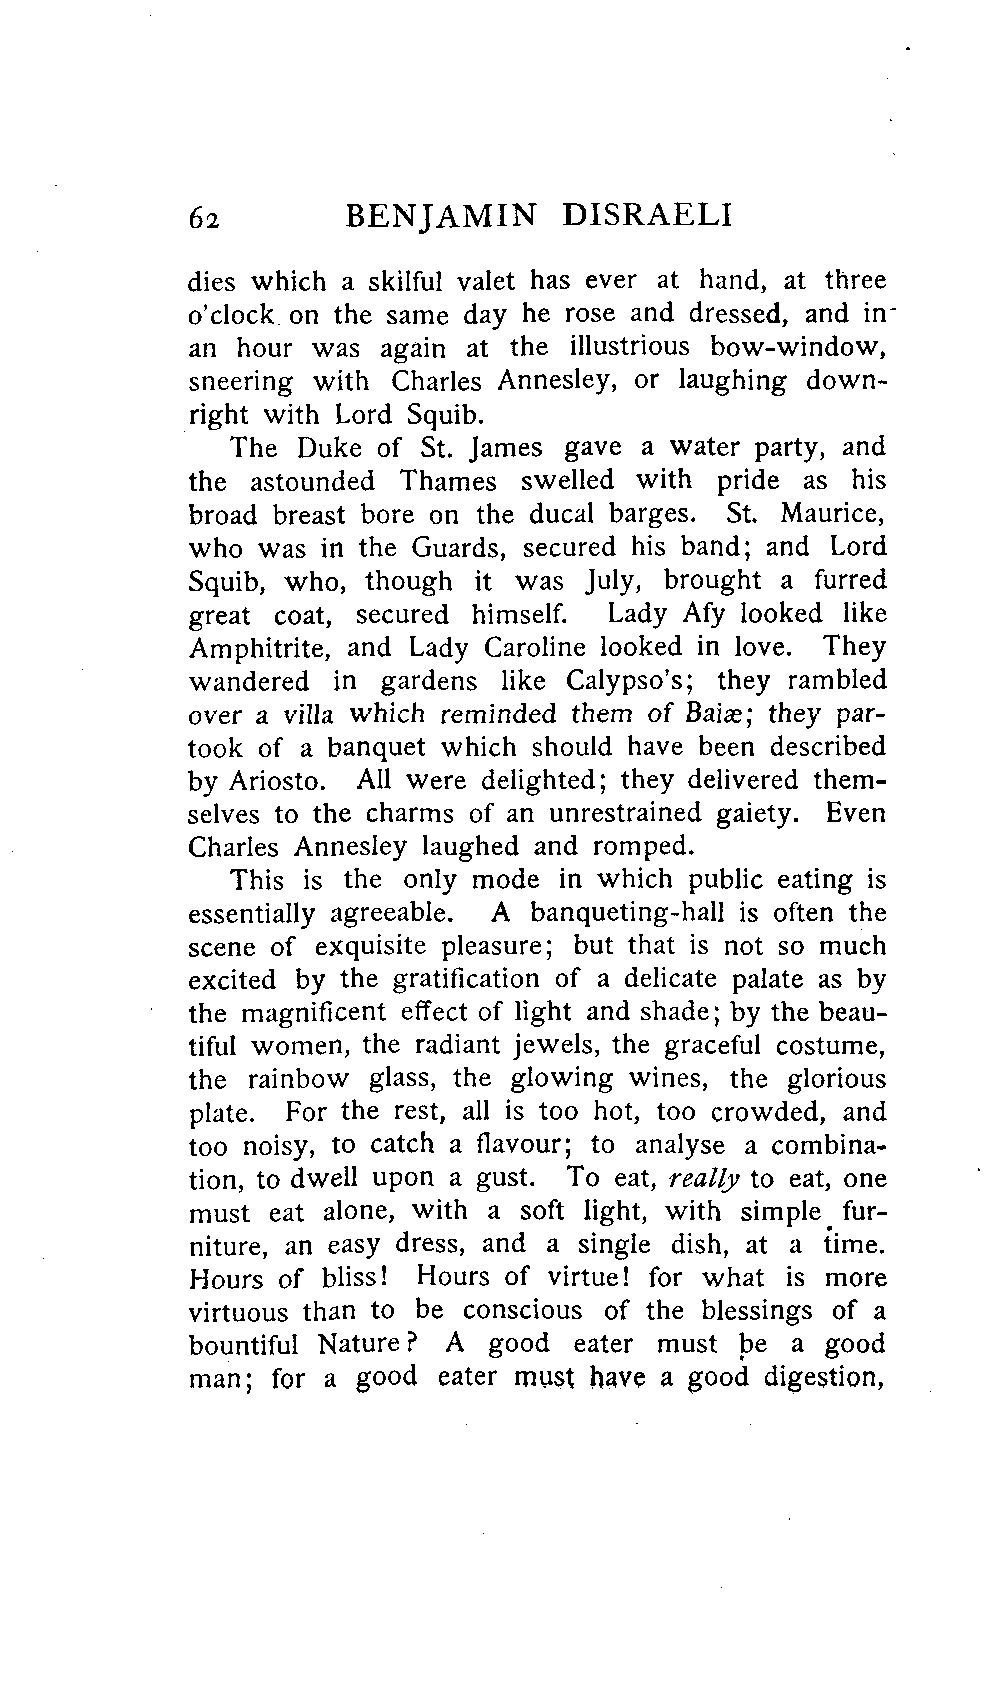 62 BENJAMIN DISRAELI
dies which a skilful valet has ever at hand, at three
o'clock on the same day he rose and dressed, and in
an hour was again at the illustrious bow-window,
sneering with Charles Annesley, or laughing down-
right with Lord Squib.
The Duke of St. James gave a water party, and
the astounded Thames swelled with pride as his
broad breast bore on the ducal barges. St. Maurice,
who was in the Guards, secured his band; and Lord
Squib, who, though it was July, brought a furred
great coat, secured himself. Lady Afy looked like
Amphitrite, and Lady Caroline looked in love. They
wandered in gardens like Calypso's; they rambled
over a villa which reminded them of Baiæ; they par-
took of a banquet which should have been described
by Ariosto. All were delighted; they delivered them-
selves to the charms of an unrestrained gaiety. Even
Charles Annesley laughed and romped.
This is the only mode in which public eating is
essentially agreeable. A banqueting-hall is often the
scene of exquisite pleasure; but that is not so much
excited by the gratification of a delicate palate as by
the magnificent effect of light and shade; by the beau-
tiful women, the radiant jewels, the graceful costume,
the rainbow glass, the glowing wines, the glorious
plate. For the rest, all is too hot, too crowded, and
too noisy, to catch a flavour; to analyse a combina-
tion, to dwell upon a gust. To eat, really to eat, one
must eat alone, with a soft light, with simple fur-
niture, an easy dress, and a single dish, at a time.
Hours of bliss! Hours of virtue! for what is more
virtuous than to be conscious of the blessings of a
bountiful Nature? A good eater must be a good
man; for a good eater must have a good digestion,